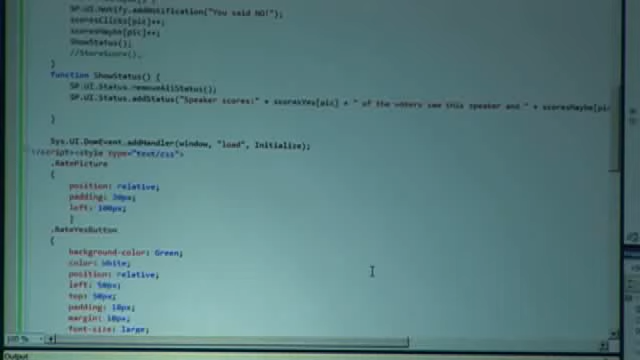 SP.UI.Notify.addNotification("You said NO!");
scoresClicks[pic]++;
scoresMaybe[pic]++;
ShowStatus();
//StoreScore();
}
function ShowStatus() {
SP.UI.Status.removeAllStatus();
SP.UI.Status.addStatus("Speaker scores:" + scoresYes[pic] + " of the voters see this speaker and " + scoresMaybe[pic
}
Sys.UI.DomEvent.addHandler(window, "load", Initialize);
</script><style type="text/css">
.RatePicture
{
position: relative;
padding: 20px;
left: 100px;
}
.RateYesButton
{
background-color: Green;
color: White;
position: relative;
left: 50px;
top: 50px;
padding: 10px;
margin: 10px;
font-size: large;
100 %
Output